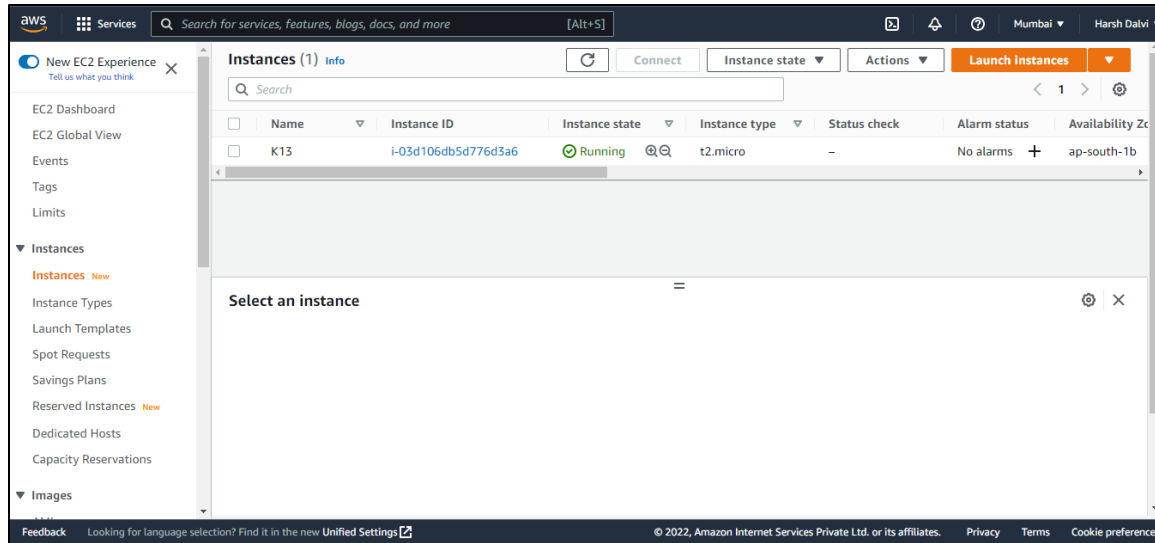 aws Services Search for services, features, blogs, docs, and more [Alt+S] Mumbai Harsh Dalvi
New EC2 Experience
Tell us what you think
EC2 Dashboard
EC2 Global View
Events
Tags
Limits
Instances
Instances New
Instance Types
Launch Templates
Spot Requests
Savings Plans
Reserved Instances New
Dedicated Hosts
Capacity Reservations
Images
Instances (1) Info Connect Instance state Actions Launch instances
Search 1
Name Instance ID Instance state Instance type Status check Alarm status Availability Zo
K13 i-03d106db5d776d3a6 Running t2.micro – No alarms + ap-south-1b
Select an instance
Feedback Looking for language selection? Find it in the new Unified Settings © 2022, Amazon Internet Services Private Ltd. or its affiliates. Privacy Terms Cookie preference